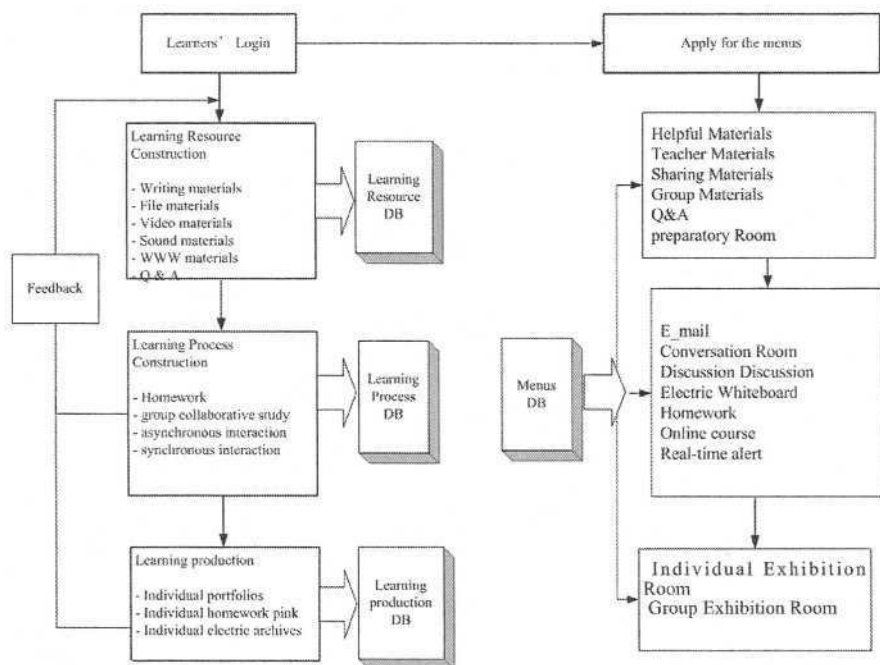 Learners' Login
Apply for the menus
Learning Resource
Construction
- Writing materials
- File materials
- Video materials
- Sound materials
- WWW materials
- Q & A
Learning
Resource
DB
Helpful Materials
Teacher Materials
Sharing Materials
Group Materials
Q&A
preparatory Room
Feedback
Learning Process
Construction
- Homework
- group collaborative study
- asynchronous interaction
- synchronous interaction
Learning
Process
DB
Menus
DB
E_mail
Conversation Room
Discussion Discussion
Electric Whiteboard
Homework
Online course
Real-time alert
Learning production
- Individual portfolios
- Individual homework pink
- Individual electric archives
Learning
production
DB
Individual Exhibition
Room
Group Exhibition Room